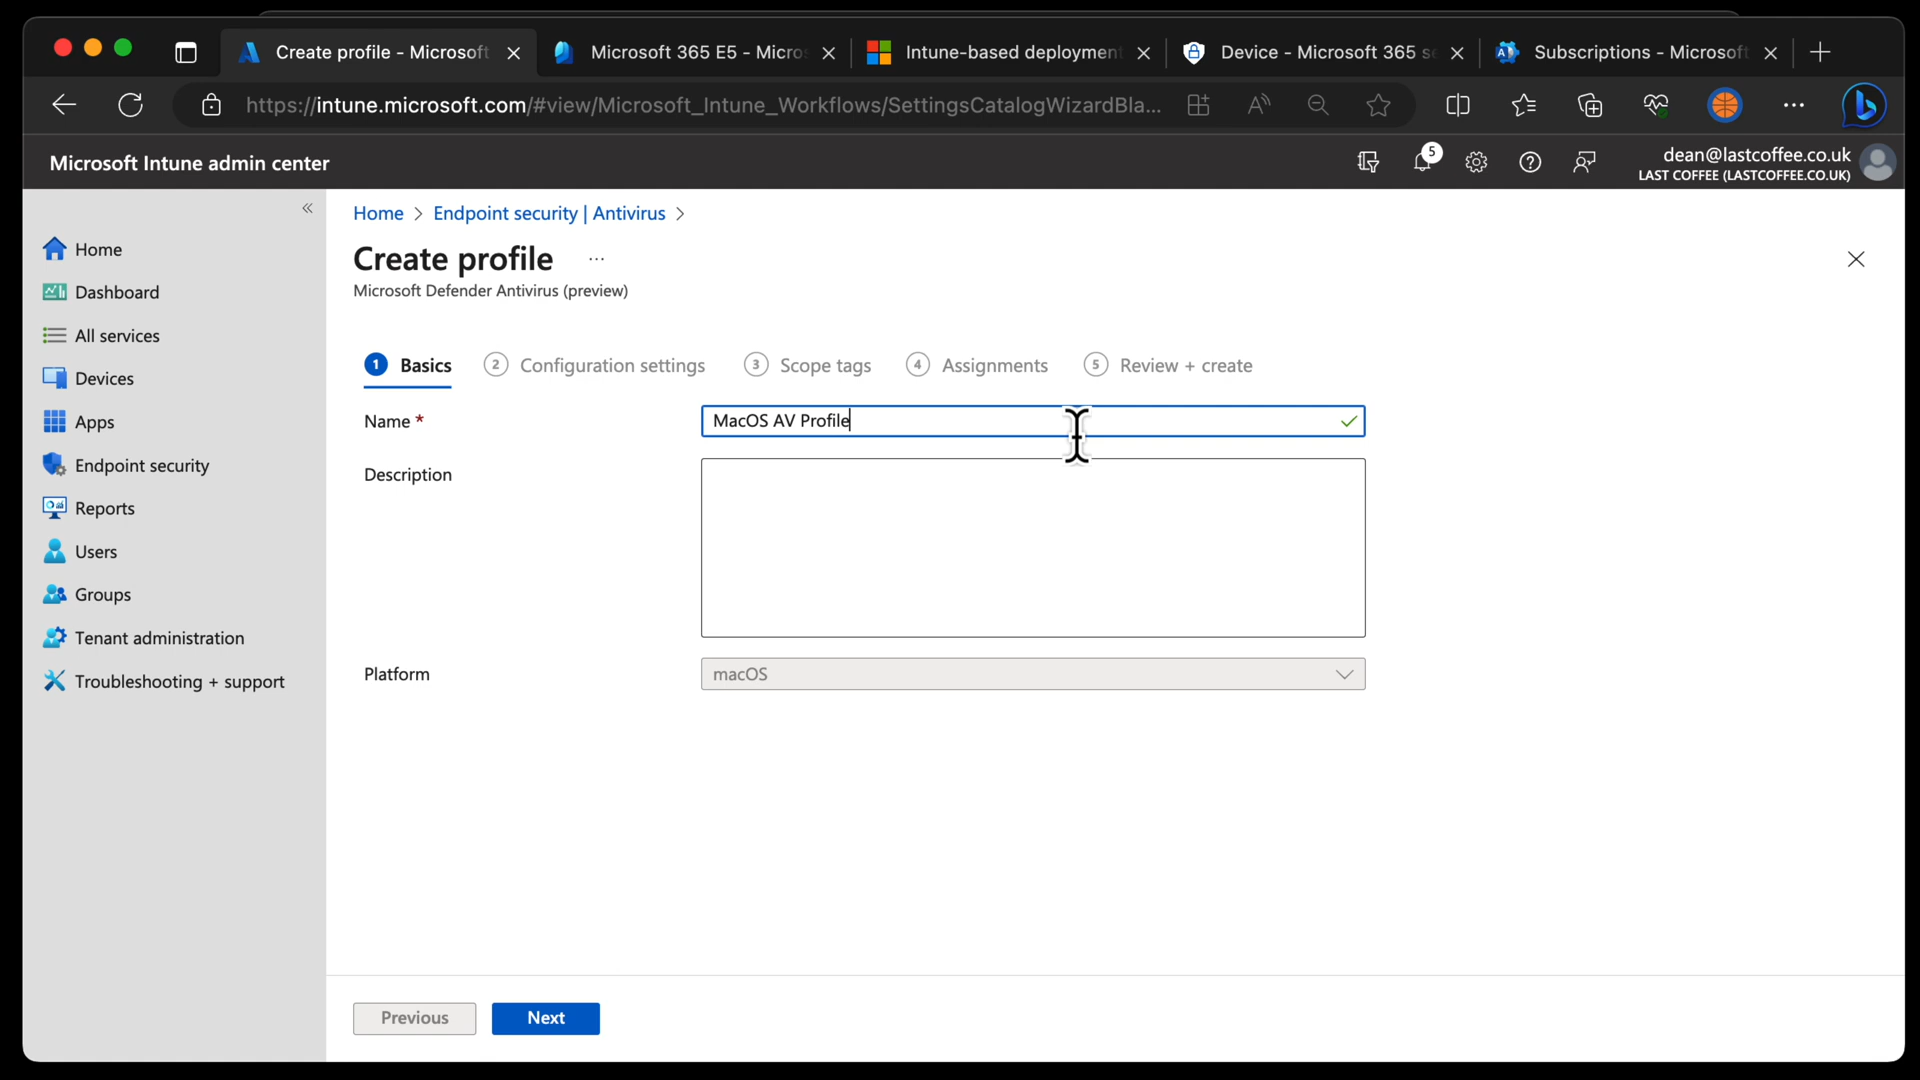 Create profile - Microsoft
Microsoft 365 E5 - Micros
Intune-based deployment
Device - Microsoft 365 se
Subscriptions - Microsoft
https://intune.microsoft.com/#view/Microsoft_Intune_Workflows/SettingsCatalogWizardBla...
Microsoft Intune admin center
5
dean@lastcoffee.co.uk
LAST COFFEE (LASTCOFFEE.CO.UK)
Home > Endpoint security | Antivirus >
Create profile ...
Microsoft Defender Antivirus (preview)
Home
Dashboard
All services
Devices
Apps
Endpoint security
Reports
Users
Groups
Tenant administration
Troubleshooting + support
1 Basics
2 Configuration settings
3 Scope tags
4 Assignments
5 Review + create
Name *
MacOS AV Profile
Description
Platform
macOS
Previous
Next